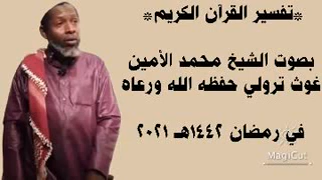 *تفسير القرآن الكريم*
بصوت الشيخ محمد الأمين
غوث ترولي حفظه الله ورعاه
في رمضان ١٤٤٢هـ ٢٠٢١
MagiCut